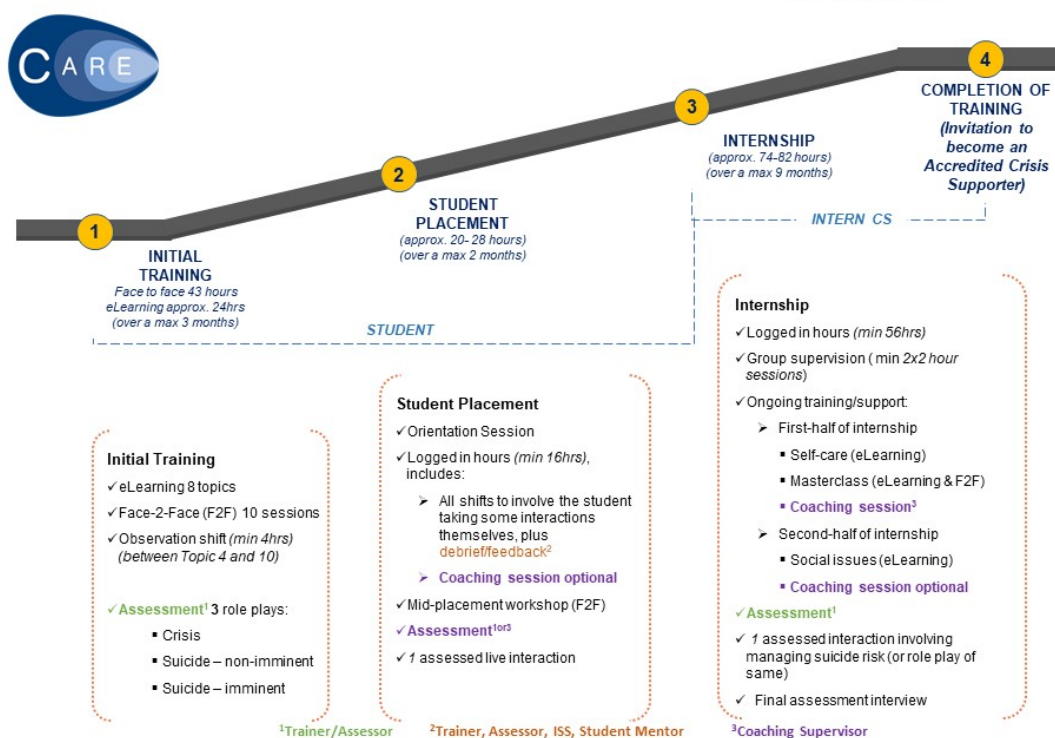 CARE
1
INITIAL
TRAINING
Face to face 43 hours
eLearning approx. 24hrs
(over a max 3 months)
2
STUDENT
PLACEMENT
(approx. 20- 28 hours)
(over a max 2 months)
3
INTERNSHIP
(approx. 74-82 hours)
(over a max 9 months)
4
COMPLETION OF
TRAINING
(Invitation to
become an
Accredited Crisis
Supporter)
STUDENT
INTERN CS
Initial Training
✓eLearning 8 topics
✓Face-2-Face (F2F) 10 sessions
✓Observation shift (min 4hrs)
(between Topic 4 and 10)
✓Assessment¹ 3 role plays:
▪ Crisis
▪ Suicide – non-imminent
▪ Suicide – imminent
Student Placement
✓Orientation Session
✓Logged in hours (min 16hrs),
includes:
➢ All shifts to involve the student
taking some interactions
themselves, plus
debrief/feedback²
➢ Coaching session optional
✓Mid-placement workshop (F2F)
✓Assessment¹ᵒʳ³
✓1 assessed live interaction
Internship
✓Logged in hours (min 56hrs)
✓Group supervision ( min 2x2 hour
sessions)
✓Ongoing training/support:
➢ First-half of internship
▪ Self-care (eLearning)
▪ Masterclass (eLearning & F2F)
▪ Coaching session³
➢ Second-half of internship
▪ Social issues (eLearning)
▪ Coaching session optional
✓Assessment¹
✓ 1 assessed interaction involving
managing suicide risk (or role play of
same)
✓ Final assessment interview
¹Trainer/Assessor ²Trainer, Assessor, ISS, Student Mentor ³Coaching Supervisor